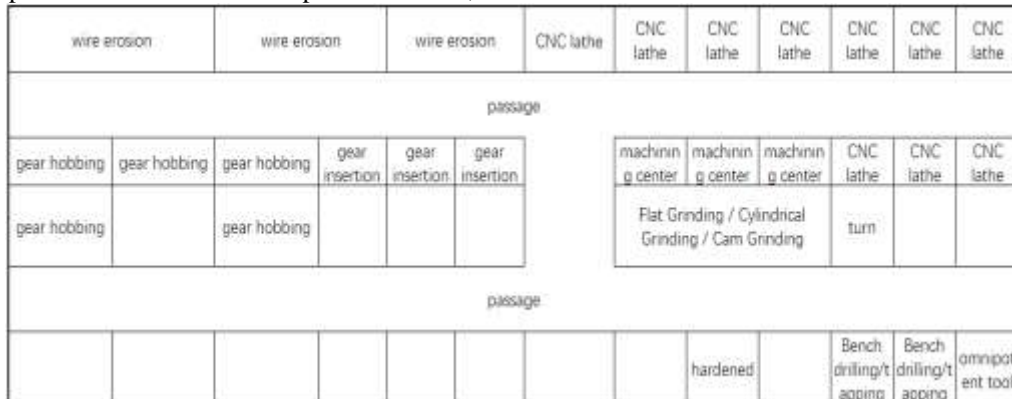 wire erosion wire erosion wire erosion CNC lathe CNC CNC CNC CNC CNC CNC
lathe lathe lathe lathe lathe lathe
passage
gear hobbing gear hobbing gear hobbing gear gear gear machinin machinin machinin CNC CNC CNC
insertion insertion insertion g center g center g center lathe lathe lathe
gear hobbing gear hobbing Flat Grinding / Cylindrical turn
Grinding / Cam Grinding
passage
hardened Bench Bench omnipot
drilling/t drilling/t ent tool
apping apping